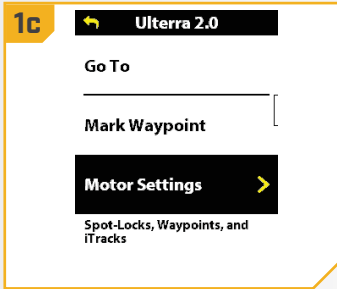 1c
Ulterra 2.0
Go To
Mark Waypoint
Motor Settings
Spot-Locks, Waypoints, and
iTracks